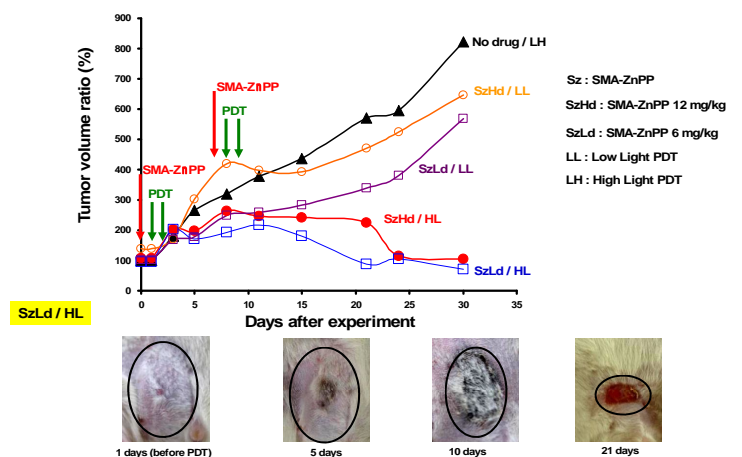 900
800
700
600
500
400
300
200
100
0
Tumor volume ratio (%)
SMA-ZnPP
PDT
SMA-ZnPP
PDT
No drug / LH
SzHd / LL
SzLd / LL
SzHd / HL
SzLd / HL
0 5 10 15 20 25 30 35
Days after experiment
Sz : SMA-ZnPP
SzHd : SMA-ZnPP 12 mg/kg
SzLd : SMA-ZnPP 6 mg/kg
LL : Low Light PDT
LH : High Light PDT
SzLd / HL
1 days (before PDT)
5 days
10 days
21 days